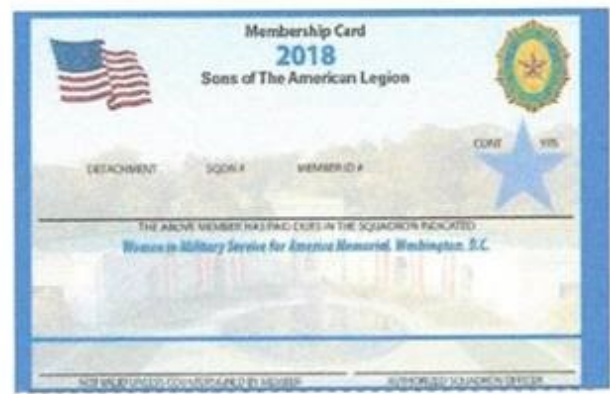 Membership Card
2018
Sons of The American Legion
CONT YRS
DETACHMENT SQDN # MEMBER ID #
THE ABOVE MEMBER HAS PAID DUES IN THE SQUADRON INDICATED
Women in Military Service for America Memorial, Washington, D.C.
NOT VALID UNLESS COUNTERSIGNED BY MEMBER AUTHORIZED SQUADRON OFFICER